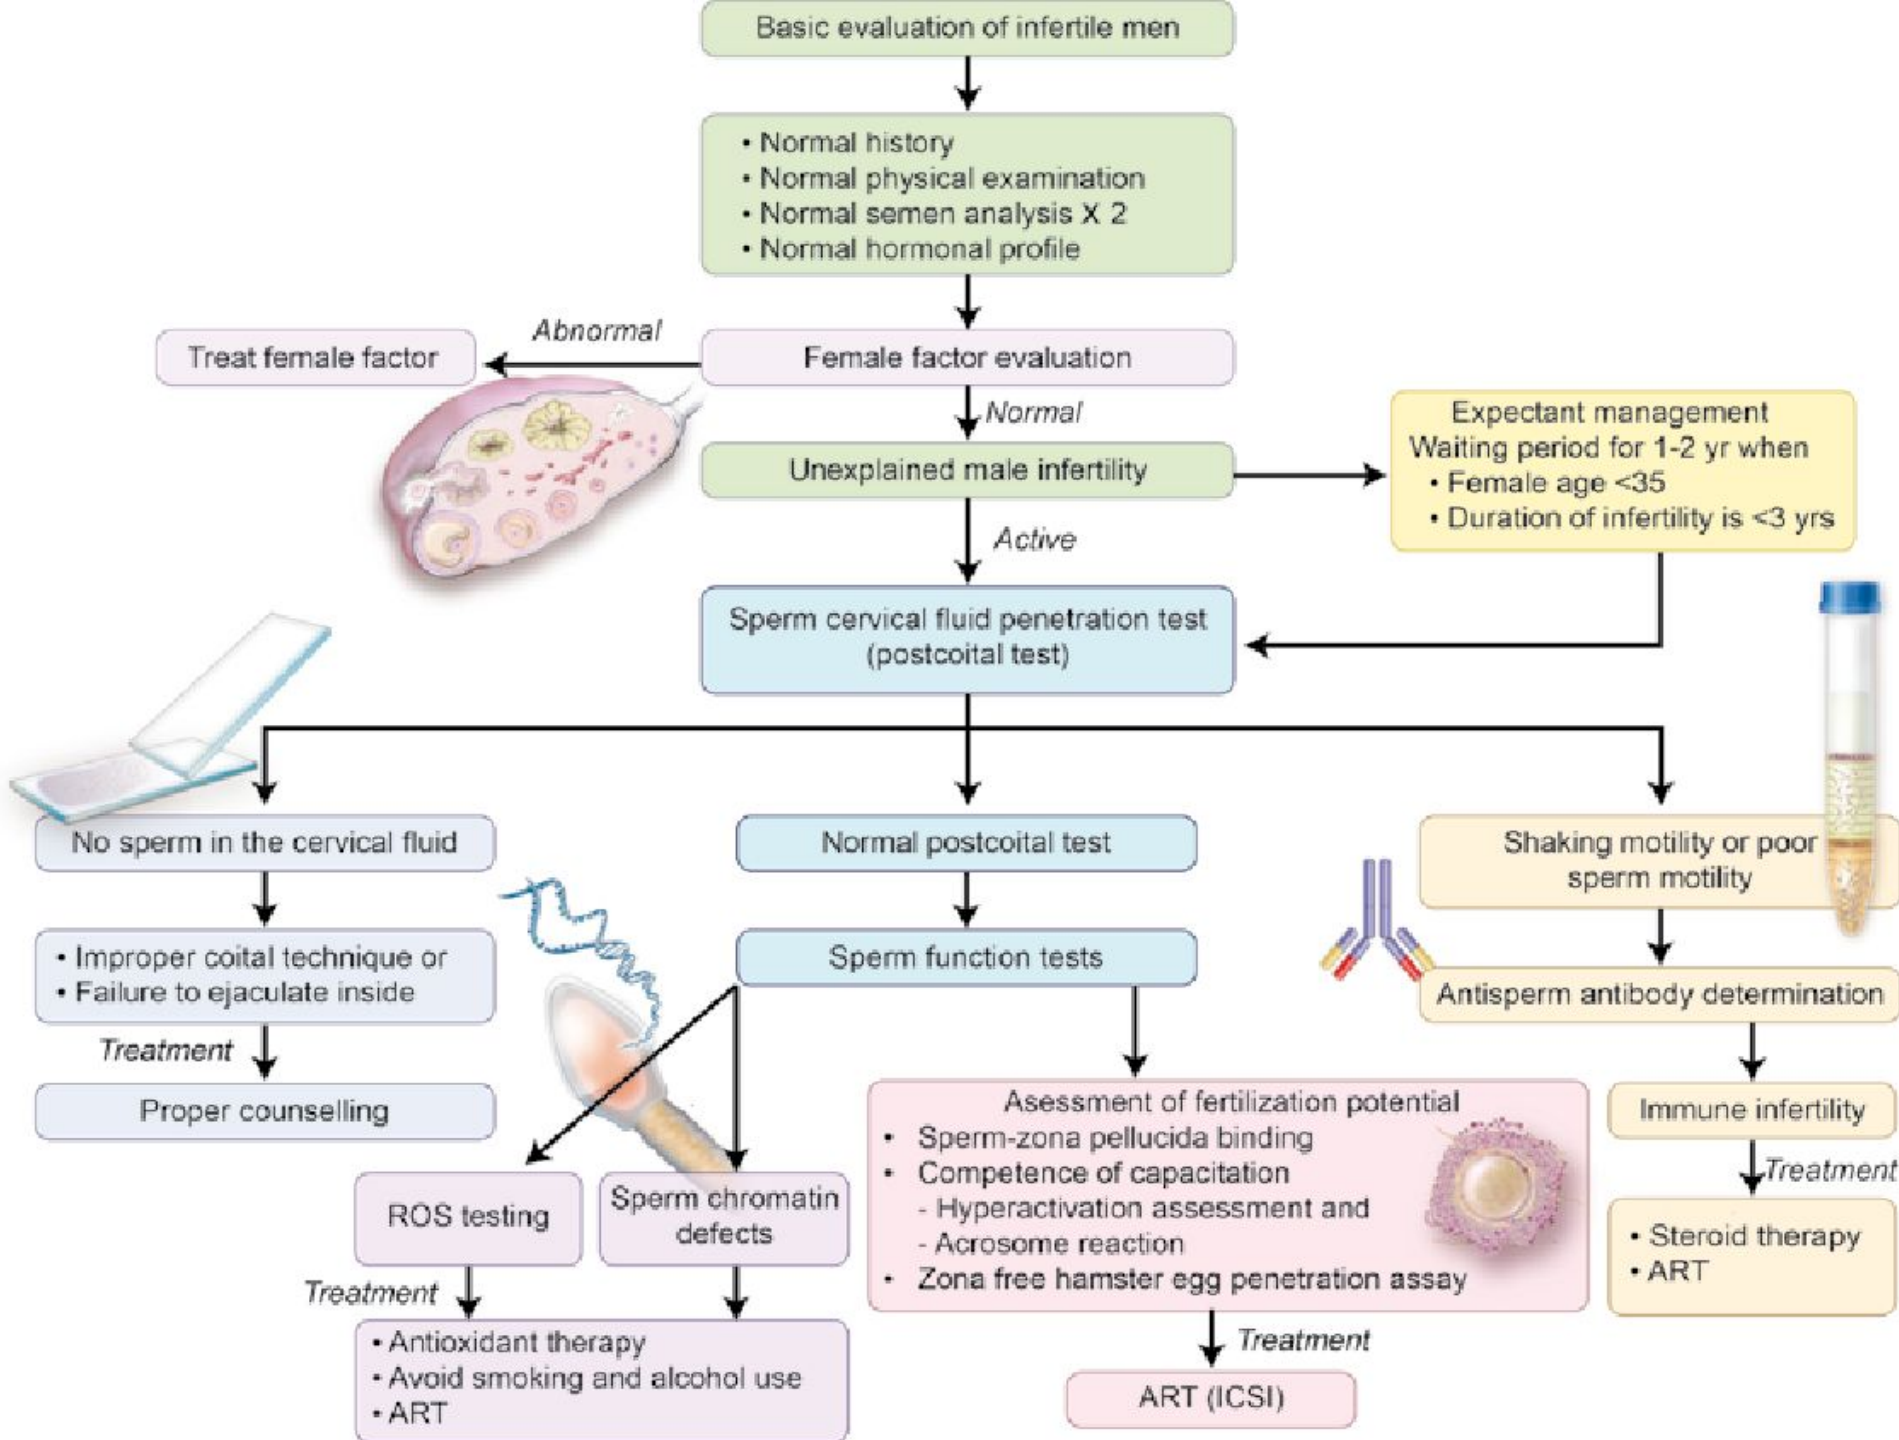 Basic evaluation of infertile men
• Normal history
• Normal physical examination
• Normal semen analysis X 2
• Normal hormonal profile
Abnormal
Treat female factor
Female factor evaluation
Normal
Expectant management
Waiting period for 1-2 yr when
• Female age <35
• Duration of infertility is <3 yrs
Unexplained male infertility
Active
Sperm cervical fluid penetration test
(postcoital test)
No sperm in the cervical fluid
Normal postcoital test
Shaking motility or poor
sperm motility
• Improper coital technique or
• Failure to ejaculate inside
Sperm function tests
Antisperm antibody determination
Treatment
Proper counselling
Asessment of fertilization potential
• Sperm-zona pellucida binding
• Competence of capacitation
- Hyperactivation assessment and
- Acrosome reaction
• Zona free hamster egg penetration assay
Immune infertility
Treatment
ROS testing
Sperm chromatin
defects
• Steroid therapy
• ART
Treatment
• Antioxidant therapy
• Avoid smoking and alcohol use
• ART
Treatment
ART (ICSI)